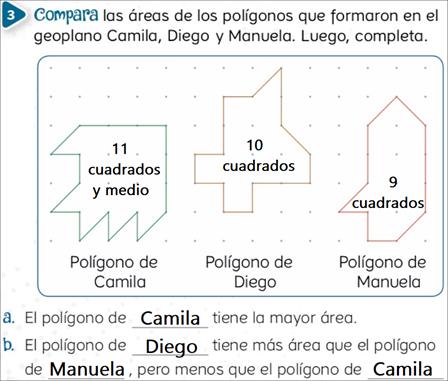 3 Compara las áreas de los polígonos que formaron en el
geoplano Camila, Diego y Manuela. Luego, completa.
11
cuadrados
y medio
10
cuadrados
9
cuadrados
Polígono de
Camila
Polígono de
Diego
Polígono de
Manuela
a. El polígono de Camila tiene la mayor área.
b. El polígono de Diego tiene más área que el polígono
de Manuela, pero menos que el polígono de Camila